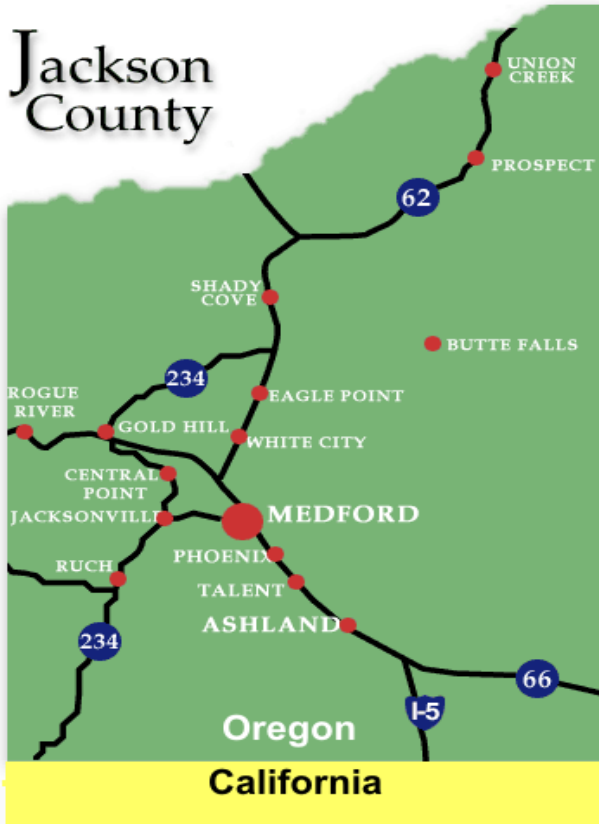 Jackson
County
UNION
CREEK
PROSPECT
62
SHADY
COVE
BUTTE FALLS
234
EAGLE POINT
ROGUE
RIVER
GOLD HILL
WHITE CITY
CENTRAL
POINT
JACKSONVILLE
MEDFORD
PHOENIX
RUCH
TALENT
ASHLAND
234
66
I-5
Oregon
California